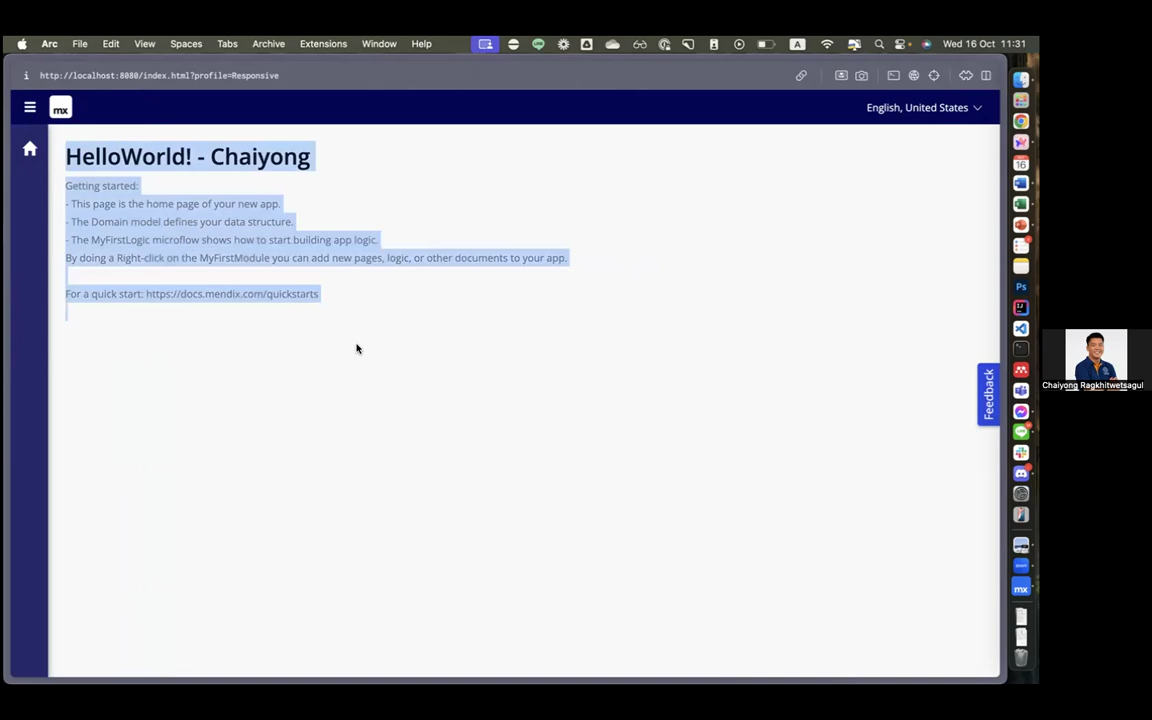 Arc File Edit View Spaces Tabs Archive Extensions Window Help A Wed 16 Oct 11:31
http://localhost:8080/index.html?profile=Responsive
mx English, United States
HelloWorld! - Chaiyong
Getting started:
- This page is the home page of your new app.
- The Domain model defines your data structure.
- The MyFirstLogic microflow shows how to start building app logic.
By doing a Right-click on the MyFirstModule you can add new pages, logic, or other documents to your app.
For a quick start: https://docs.mendix.com/quickstarts
Feedback
16
Ps
mx
Chaiyong Ragkhitwetsagul